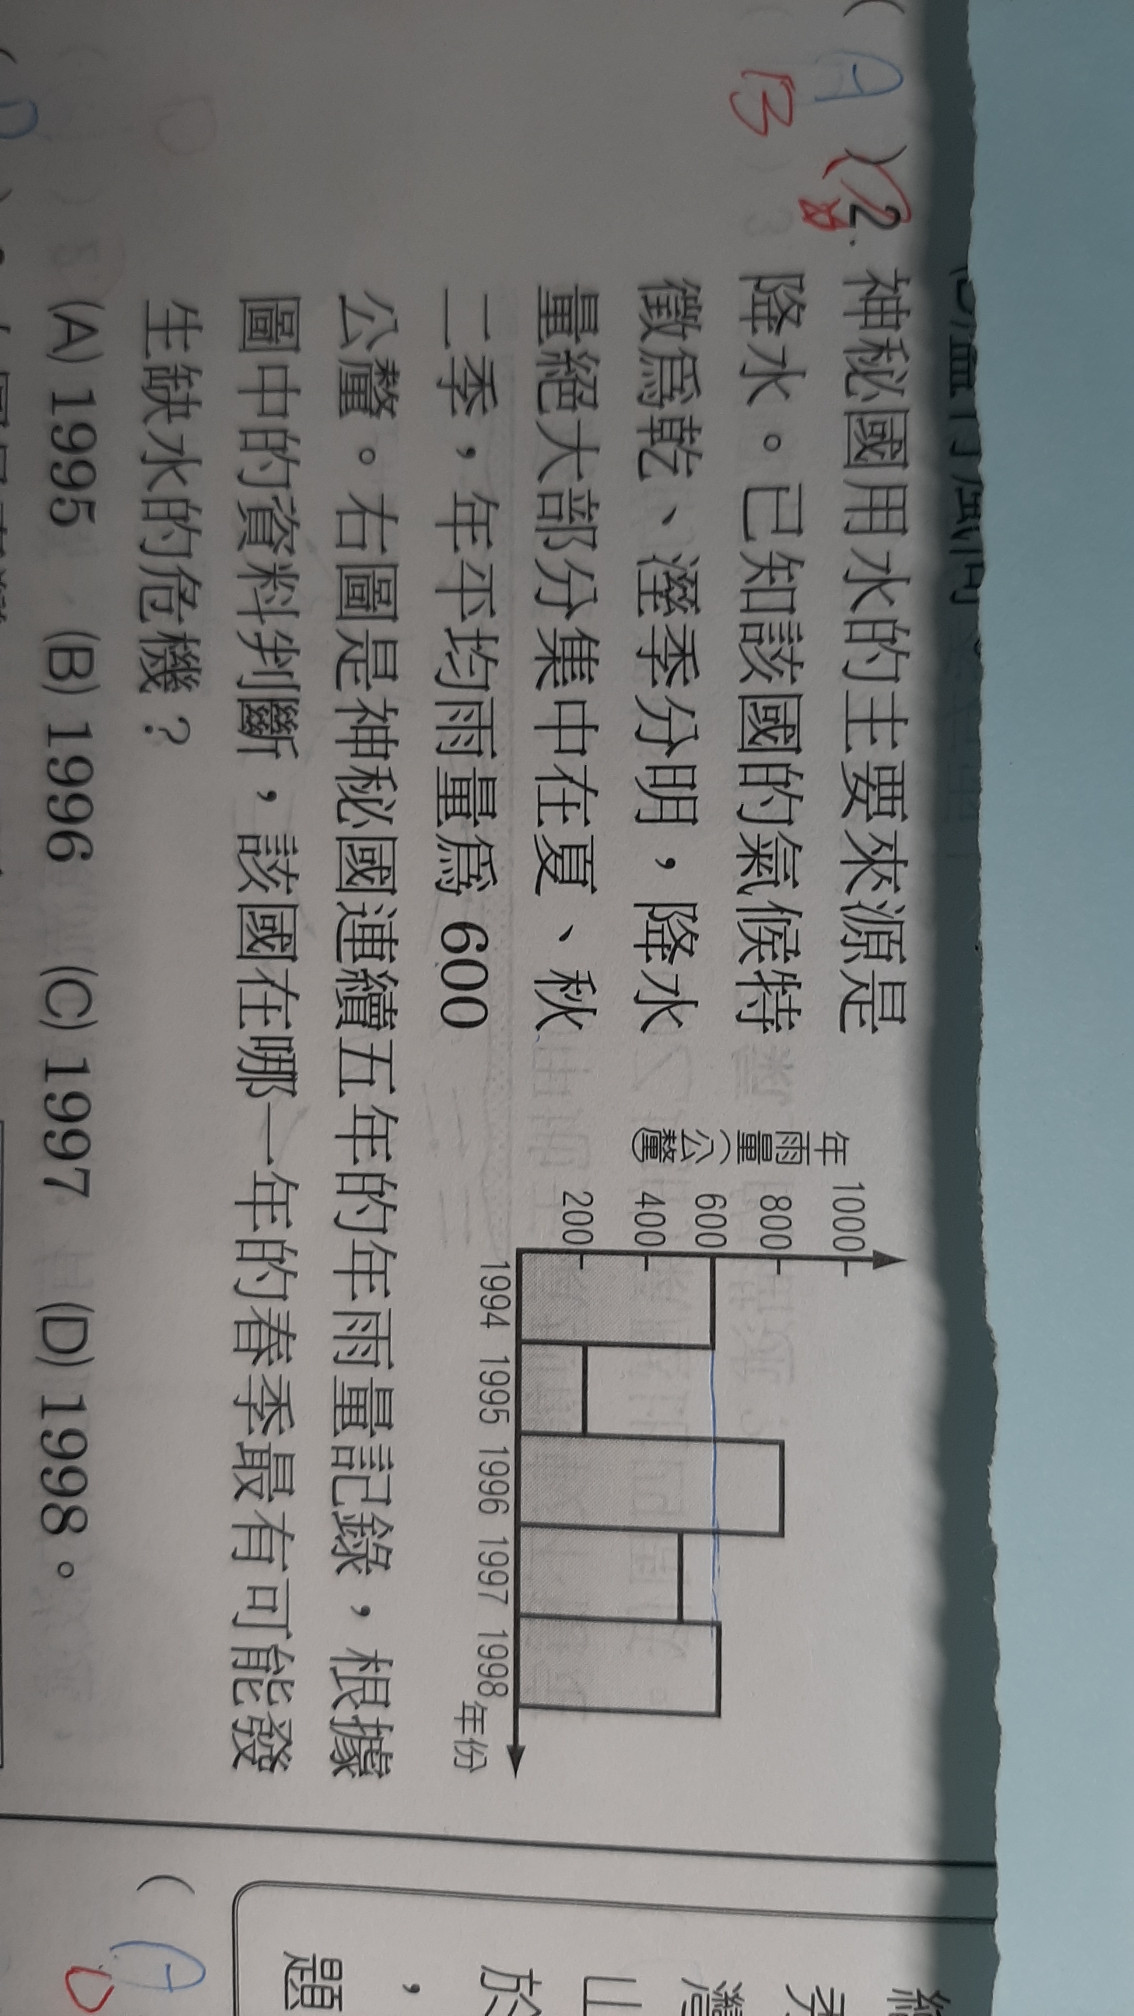 ( A ) 2. 神秘國用水的主要來源是
B
降水。已知該國的氣候特
徵為乾、溼季分明，降水
量絕大部分集中在夏、秋
二季，年平均雨量為 600
公釐。右圖是神秘國連續五年的年雨量記錄，根據
圖中的資料判斷，該國在哪一年的春季最有可能發
生缺水的危機？
(A) 1995 (B) 1996 (C) 1997 (D) 1998。
年雨量(公釐)
1000
800
600
400
200
1994 1995 1996 1997 1998 年份
山
於
，
題
( A
D